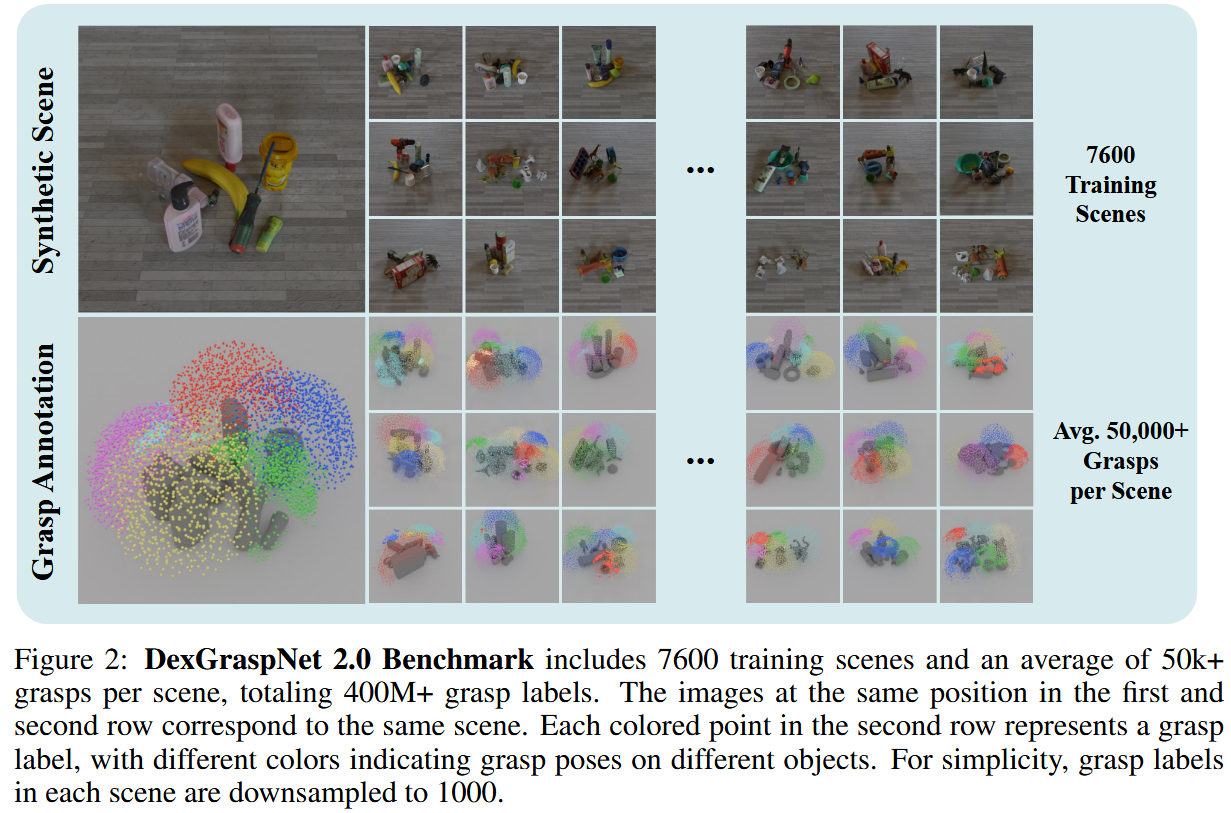 Synthetic Scene
...
7600
Training
Scenes
Grasp Annotation
...
Avg. 50,000+
Grasps
per Scene
Figure 2: DexGraspNet 2.0 Benchmark includes 7600 training scenes and an average of 50k+
grasps per scene, totaling 400M+ grasp labels. The images at the same position in the first and
second row correspond to the same scene. Each colored point in the second row represents a grasp
label, with different colors indicating grasp poses on different objects. For simplicity, grasp labels
in each scene are downsampled to 1000.